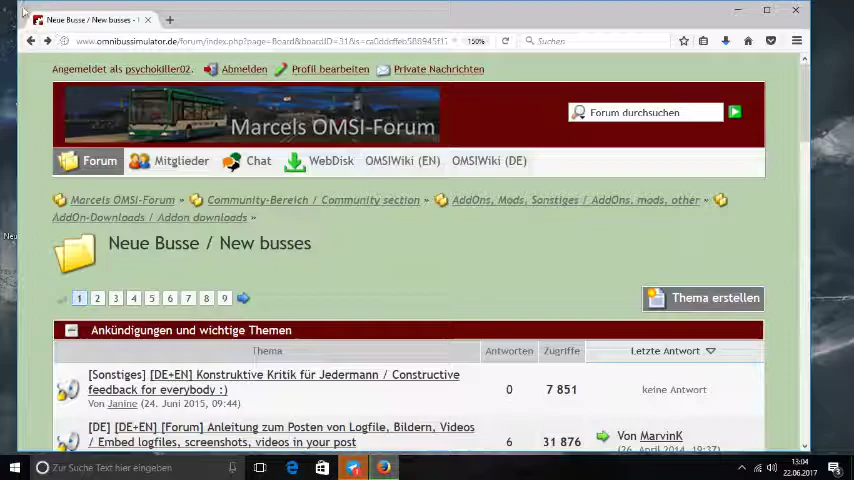 Neue Busse / New busses -
www.omnibussimulator.de/forum/index.php?page=Board&boardID=31&s=ca0ddcffeb588945f1
150%
Suchen
Angemeldet als psychokiller02.
Abmelden
Profil bearbeiten
Private Nachrichten
Marcels OMSI-Forum
Forum durchsuchen
Forum
Mitglieder
Chat
WebDisk
OMSIWiki (EN)
OMSIWiki (DE)
Marcels OMSI-Forum » Community-Bereich / Community section » AddOns, Mods, Sonstiges / AddOns, mods, other »
AddOn-Downloads / Addon downloads »
Neue Busse / New busses
1 2 3 4 5 6 7 8 9
Thema erstellen
Ankündigungen und wichtige Themen
Thema
Antworten
Zugriffe
Letzte Antwort
[Sonstiges] [DE+EN] Konstruktive Kritik für Jedermann / Constructive
feedback for everybody :)
Von Janine (24. Juni 2015, 09:44)
0
7 851
keine Antwort
[DE] [DE+EN] [Forum] Anleitung zum Posten von Logfile, Bildern, Videos
/ Embed logfiles, screenshots, videos in your post
6
31 876
Von MarvinK
(26. April 2014, 19:37)
Neu
Zur Suche Text hier eingeben
13:04
22.06.2017